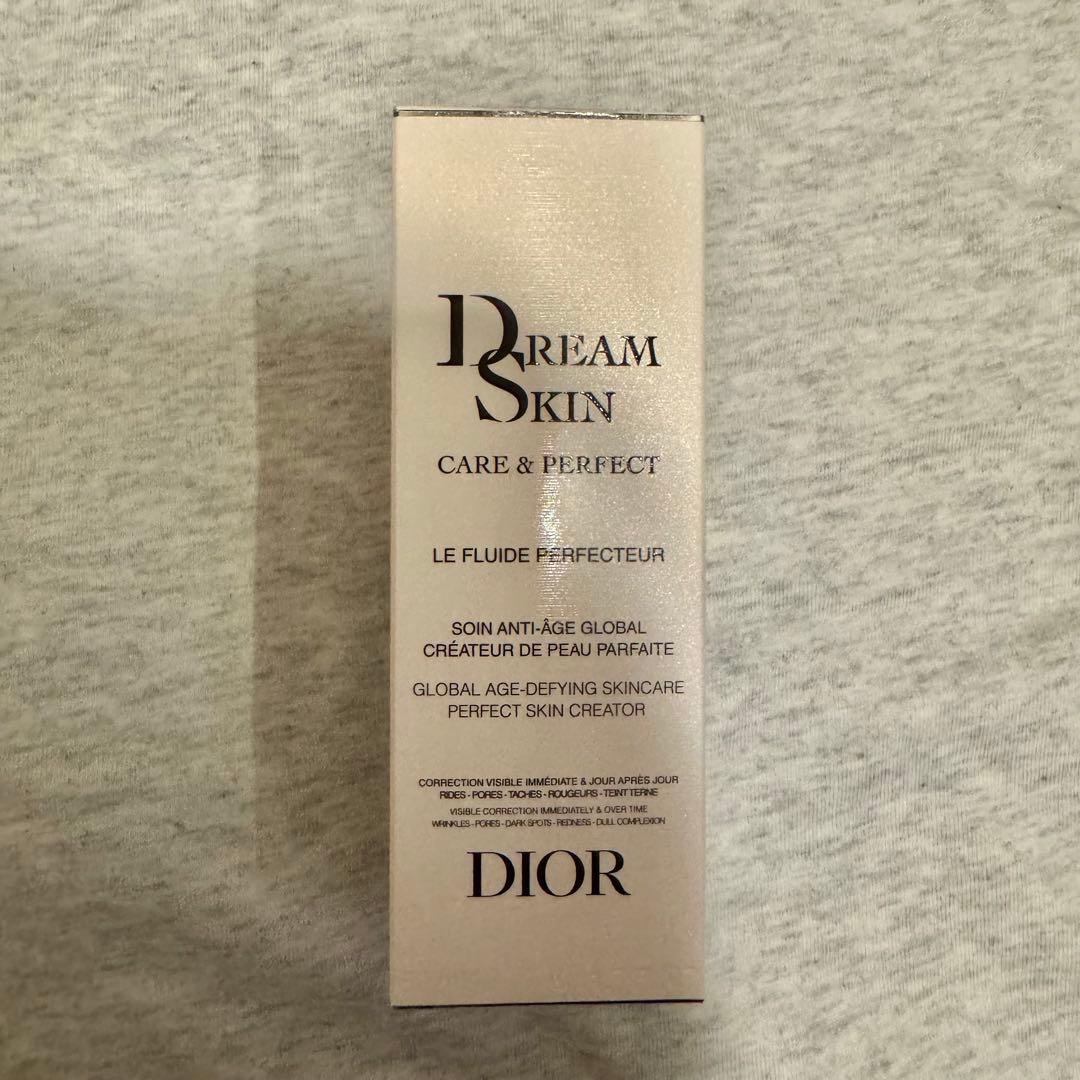 DREAM
SKIN
CARE & PERFECT
LE FLUIDE PERFECTEUR
SOIN ANTI-ÂGE GLOBAL
CRÉATEUR DE PEAU PARFAITE
GLOBAL AGE-DEFYING SKINCARE
PERFECT SKIN CREATOR
CORRECTION VISIBLE IMMÉDIATE & JOUR APRÈS JOUR
RIDES - PORES - TACHES - ROUGEURS - TEINT TERNE
VISIBLE CORRECTION IMMEDIATELY & OVER TIME
WRINKLES - PORES - DARK SPOTS - REDNESS - DULL COMPLEXION
DIOR